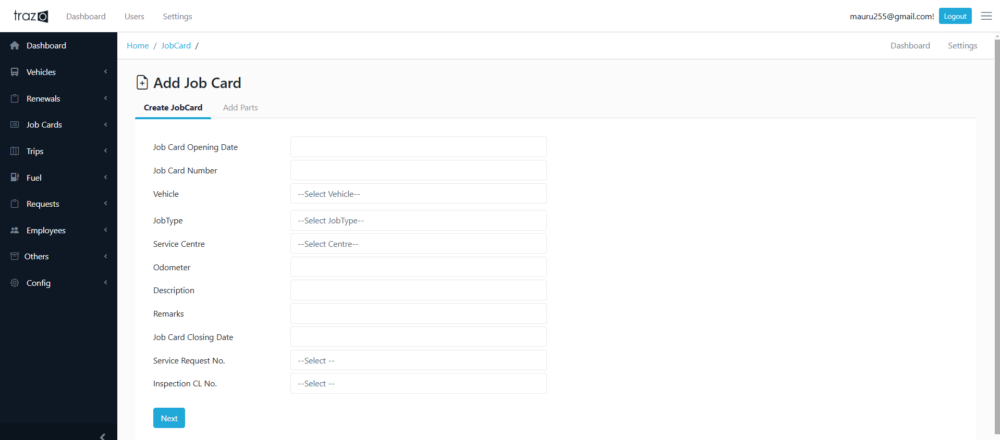 trazo Dashboard Users Settings mauru255@gmail.com! Logout
Dashboard
Vehicles
Renewals
Job Cards
Trips
Fuel
Requests
Employees
Others
Config
Home / JobCard / Dashboard Settings
Add Job Card
Create JobCard Add Parts
Job Card Opening Date
Job Card Number
Vehicle --Select Vehicle--
JobType --Select JobType--
Service Centre --Select Centre--
Odometer
Description
Remarks
Job Card Closing Date
Service Request No. --Select --
Inspection CL No. --Select --
Next